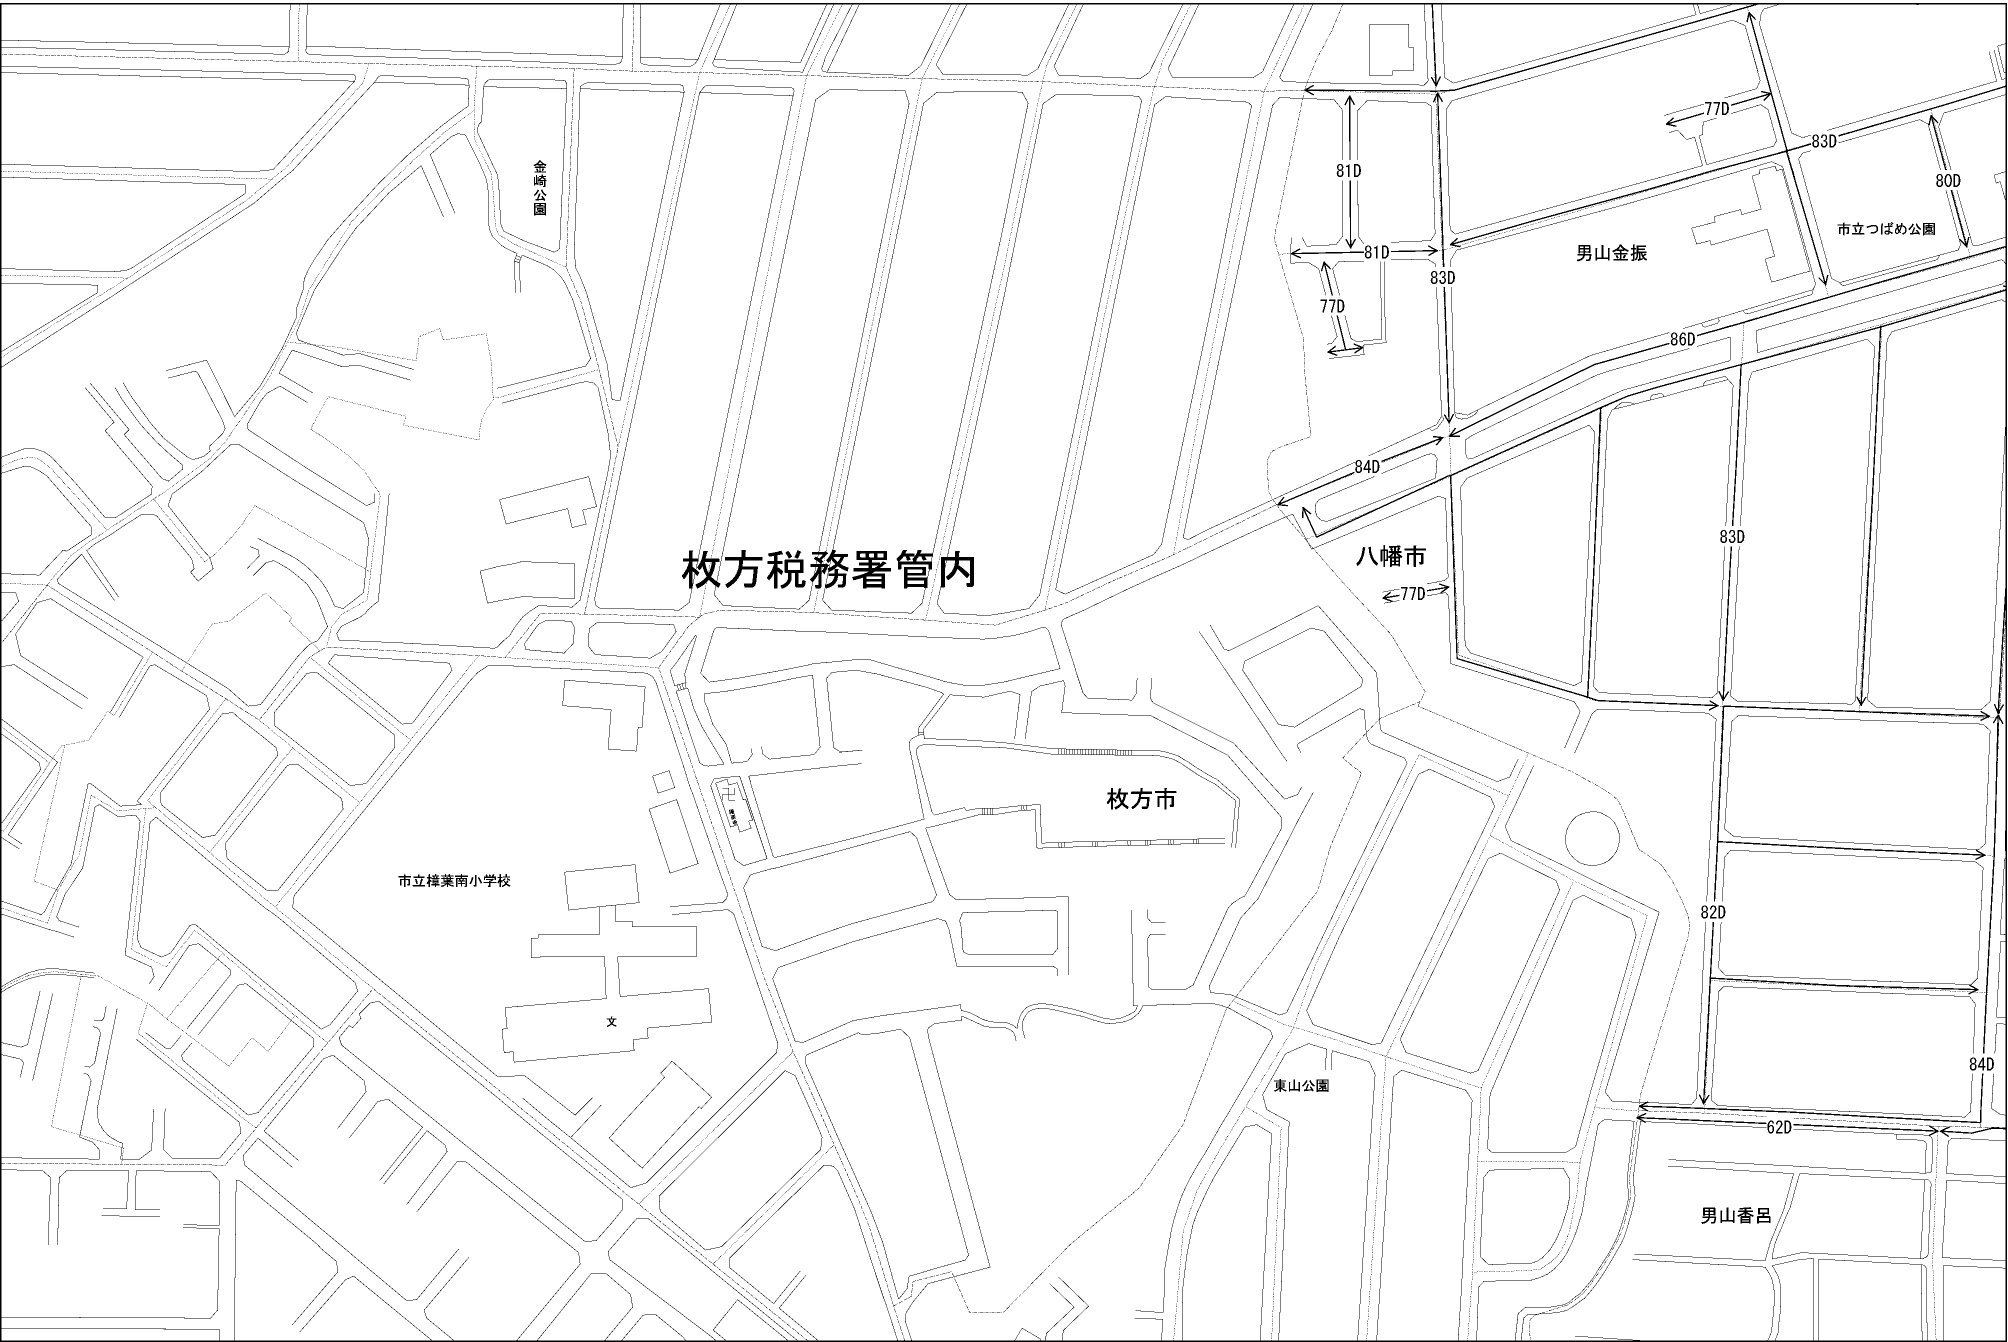 77D
83D
金崎公園
81D
80D
市立つばめ公園
81D
男山金振
83D
77D
86D
84D
83D
枚方税務署管内
八幡市
77D
枚方市
市立樟葉南小学校
82D
文
84D
東山公園
62D
男山香呂